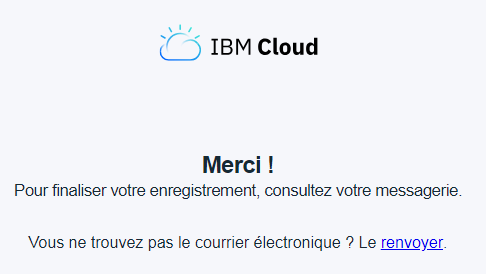 IBM Cloud
Merci !
Pour finaliser votre enregistrement, consultez votre messagerie.
Vous ne trouvez pas le courrier électronique ? Le renvoyer.